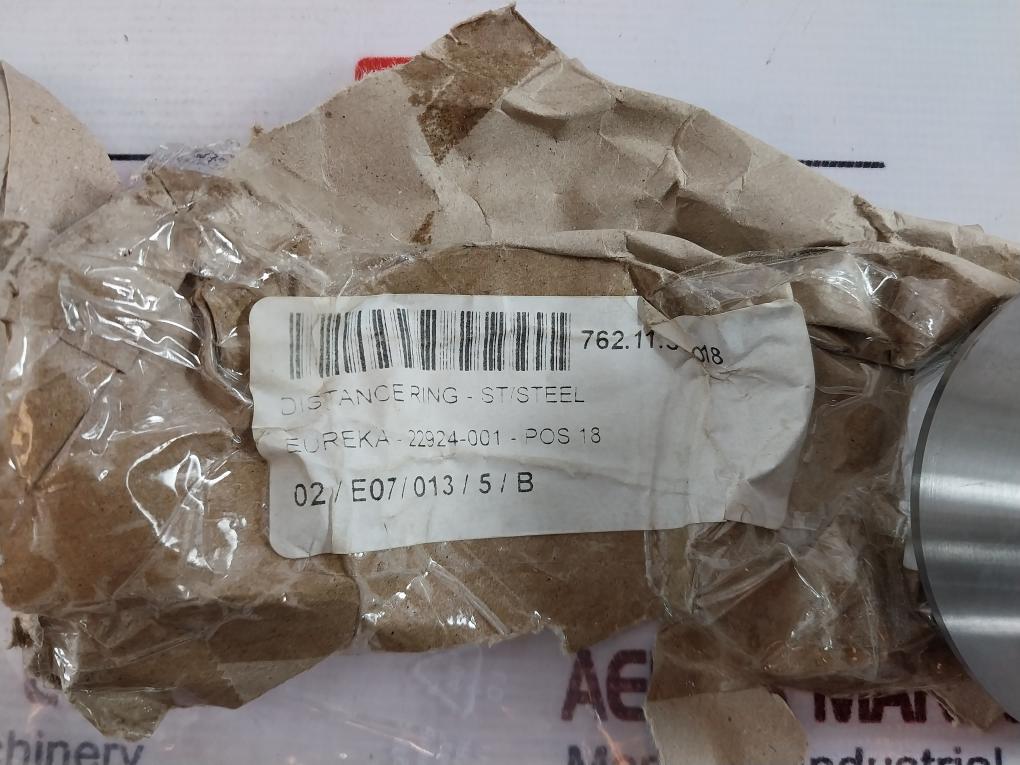 762.11. 018
DISTANCE RING - ST/STEEL
EUREKA - 22924-001 - POS 18
02 / E07 / 013 / 5 / B